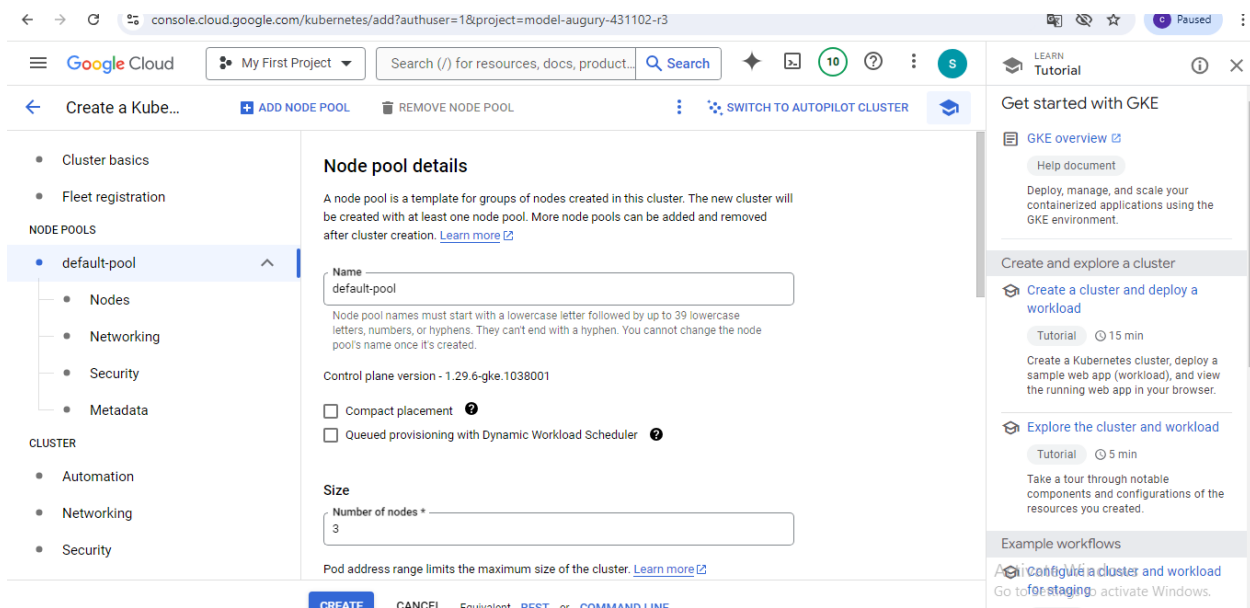 console.cloud.google.com/kubernetes/add?authuser=1&project=model-augury-431102-r3
C
Paused
Google Cloud
My First Project
Search (/) for resources, docs, product...
Search
10
S
LEARN
Tutorial
Create a Kube...
ADD NODE POOL
REMOVE NODE POOL
SWITCH TO AUTOPILOT CLUSTER
Cluster basics
Fleet registration
NODE POOLS
default-pool
Nodes
Networking
Security
Metadata
CLUSTER
Automation
Networking
Security
Node pool details
A node pool is a template for groups of nodes created in this cluster. The new cluster will
be created with at least one node pool. More node pools can be added and removed
after cluster creation. Learn more
Name
default-pool
Node pool names must start with a lowercase letter followed by up to 39 lowercase
letters, numbers, or hyphens. They can't end with a hyphen. You cannot change the node
pool's name once it's created.
Control plane version - 1.29.6-gke.1038001
Compact placement
Queued provisioning with Dynamic Workload Scheduler
Size
Number of nodes *
3
Pod address range limits the maximum size of the cluster. Learn more
CREATE
CANCEL
Equivalent REST or COMMAND LINE
Get started with GKE
GKE overview
Help document
Deploy, manage, and scale your
containerized applications using the
GKE environment.
Create and explore a cluster
Create a cluster and deploy a
workload
Tutorial
15 min
Create a Kubernetes cluster, deploy a
sample web app (workload), and view
the running web app in your browser.
Explore the cluster and workload
Tutorial
5 min
Take a tour through notable
components and configurations of the
resources you created.
Example workflows
Configure a cluster and workload
for staging
Activate Windows
Go to Settings to activate Windows.